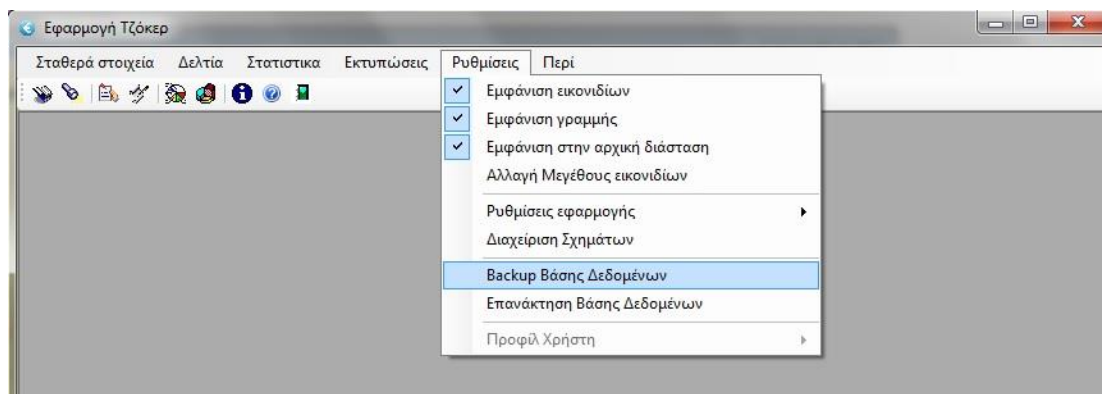 Εφαρμογή Τζόκερ
Σταθερά στοιχεία Δελτία Στατιστικα Εκτυπώσεις Ρυθμίσεις Περί
Εμφάνιση εικονιδίων
Εμφάνιση γραμμής
Εμφάνιση στην αρχική διάσταση
Αλλαγή Μεγέθους εικονιδίων
Ρυθμίσεις εφαρμογής
Διαχείριση Σχημάτων
Backup Βάσης Δεδομένων
Επανάκτηση Βάσης Δεδομένων
Προφίλ Χρήστη